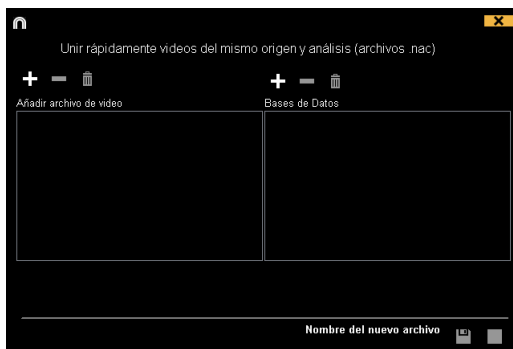 Unir rápidamente videos del mismo origen y análisis (archivos .nac)
Añadir archivo de video
Bases de Datos
Nombre del nuevo archivo